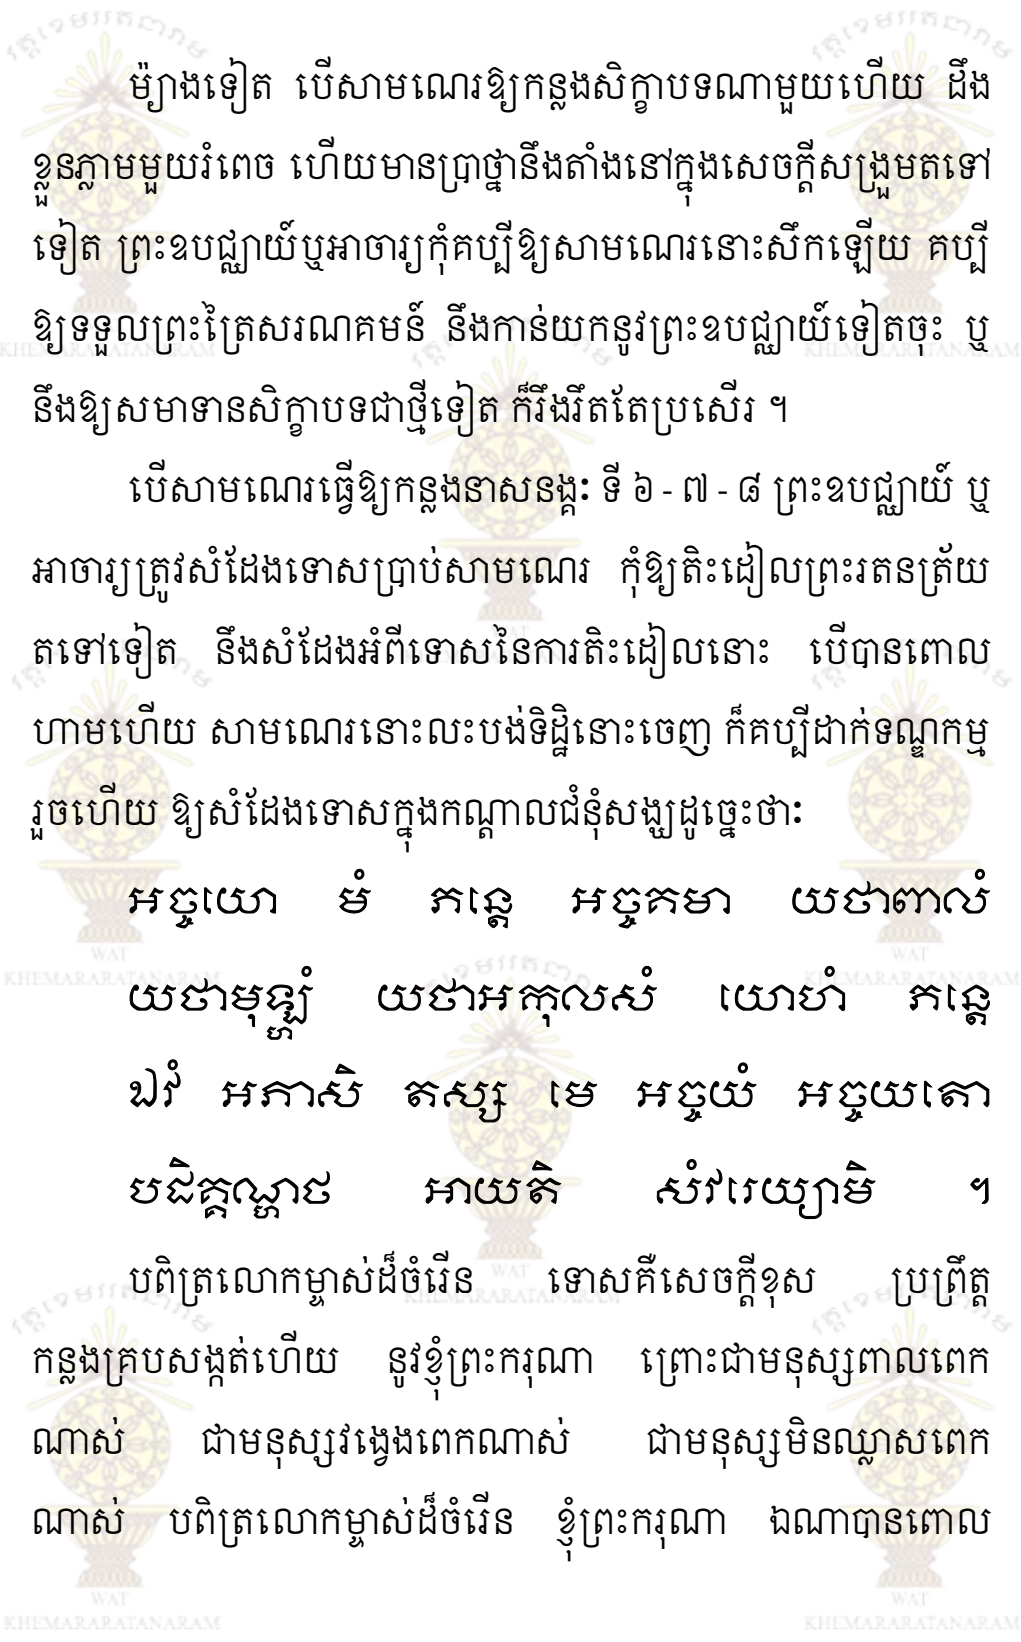 ម៉្យាងទៀត បើសាមណេរឱ្យកន្លងសិក្ខាបទណាមួយហើយ ដឹង
ខ្លួនភ្លាមមួយរំពេច ហើយមានប្រាថ្នានឹងតាំងនៅក្នុងសេចក្តីសង្រួមតទៅ
ទៀត ព្រះឧបជ្ឈាយ៍ឬអាចារ្យកុំគប្បីឱ្យសាមណេរនោះសឹកឡើយ គប្បី
ឱ្យទទួលព្រះត្រៃសរណគមន៍ នឹងកាន់យកនូវព្រះឧបជ្ឈាយ៍ទៀតចុះ ឬ
នឹងឱ្យសមាទានសិក្ខាបទជាថ្មីទៀត ក៏រឹងរឹតតែប្រសើរ ។
បើសាមណេរធ្វើឱ្យកន្លងនាសនង្គៈ ទី ៦ - ៧ - ៨ ព្រះឧបជ្ឈាយ៍ ឬ
អាចារ្យត្រូវសំដែងទោសប្រាប់សាមណេរ កុំឱ្យតិះដៀលព្រះរតនត្រ័យ
តទៅទៀត នឹងសំដែងអំពីទោសនៃការតិះដៀលនោះ បើបានពោល
ហាមហើយ សាមណេរនោះលះបង់ទិដ្ឋិនោះចេញ ក៏គប្បីដាក់ទណ្ឌកម្ម
រួចហើយ ឱ្យសំដែងទោសក្នុងកណ្តាលជំនុំសង្ឃដូច្នេះថាៈ
អច្ចយោ មំ ភន្តេ អច្ចគមា យថាពាលំ
យថាមុឡ្ហំ យថាអកុលសំ យោហំ ភន្តេ
ឯវំ អភាសិ តស្ស មេ អច្ចយំ អច្ចយតោ
បដិគ្គណ្ហាថ អាយតិ សំវរេយ្យាមិ ។
បពិត្រលោកម្ចាស់ដ៏ចំរើន ទោសគឺសេចក្តីខុស ប្រព្រឹត្ត
កន្លងគ្របសង្កត់ហើយ នូវខ្ញុំព្រះករុណា ព្រោះជាមនុស្សពាលពេក
ណាស់ ជាមនុស្សវង្វេងពេកណាស់ ជាមនុស្សមិនឈ្លាសពេក
ណាស់ បពិត្រលោកម្ចាស់ដ៏ចំរើន ខ្ញុំព្រះករុណា ឯណាបានពោល
WAT
KHEMARARATANARAM